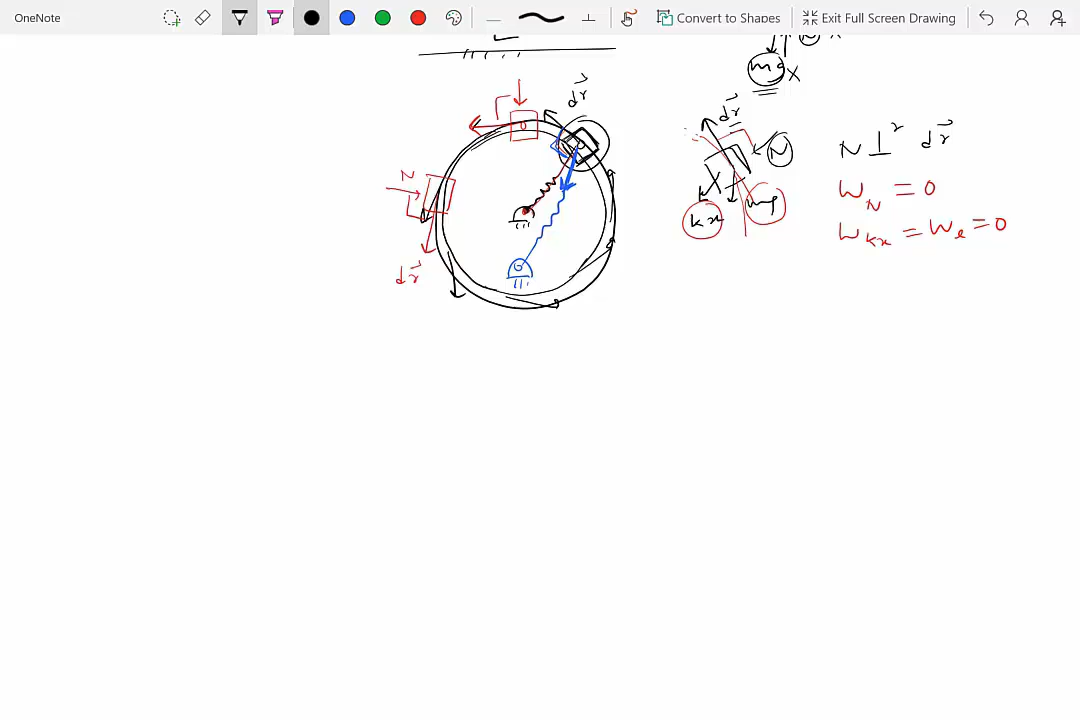 OneNote
Convert to Shapes
Exit Full Screen Drawing
mg X
dr⃗
dr⃗
N
N ⊥ʳ dr⃗
W_N = 0
W_kx = W_e = 0
N
kx
mg
dr⃗